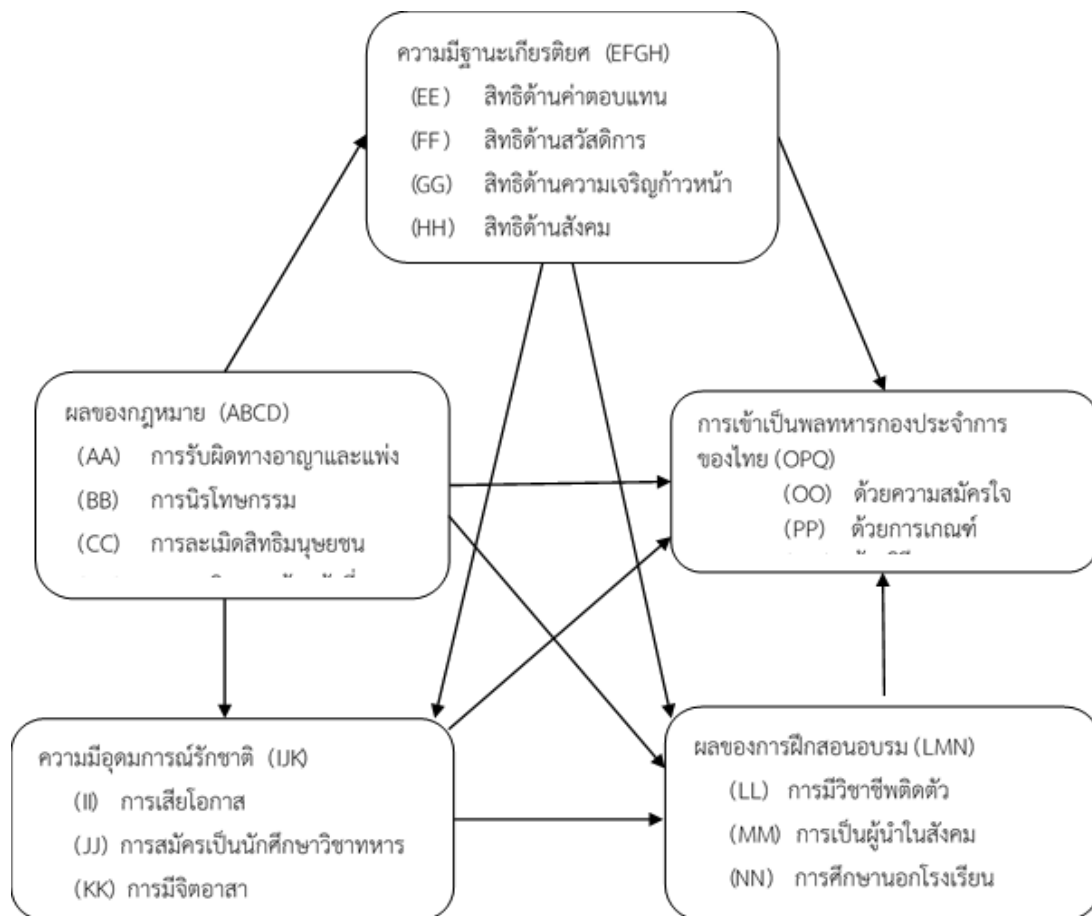 ความมีฐานะเกียรติยศ (EFGH)
(EE) สิทธิด้านค่าตอบแทน
(FF) สิทธิด้านสวัสดิการ
(GG) สิทธิด้านความเจริญก้าวหน้า
(HH) สิทธิด้านสังคม
ผลของกฎหมาย (ABCD)
(AA) การรับผิดทางอาญาและแพ่ง
(BB) การนิรโทษกรรม
(CC) การละเมิดสิทธิมนุษยชน
การเข้าเป็นพลทหารกองประจำการ
ของไทย (OPQ)
(OO) ด้วยความสมัครใจ
(PP) ด้วยการเกณฑ์
ความมีอุดมการณ์รักชาติ (IJK)
(II) การเสียโอกาส
(JJ) การสมัครเป็นนักศึกษาวิชาทหาร
(KK) การมีจิตอาสา
ผลของการฝึกสอนอบรม (LMN)
(LL) การมีวิชาชีพติดตัว
(MM) การเป็นผู้นำในสังคม
(NN) การศึกษานอกโรงเรียน